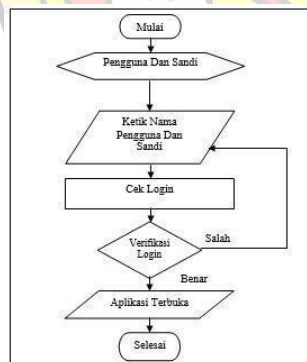 Mulai
Pengguna Dan Sandi
Ketik Nama
Pengguna Dan
Sandi
Cek Login
Verifikasi
Login
Salah
Benar
Aplikasi Terbuka
Selesai